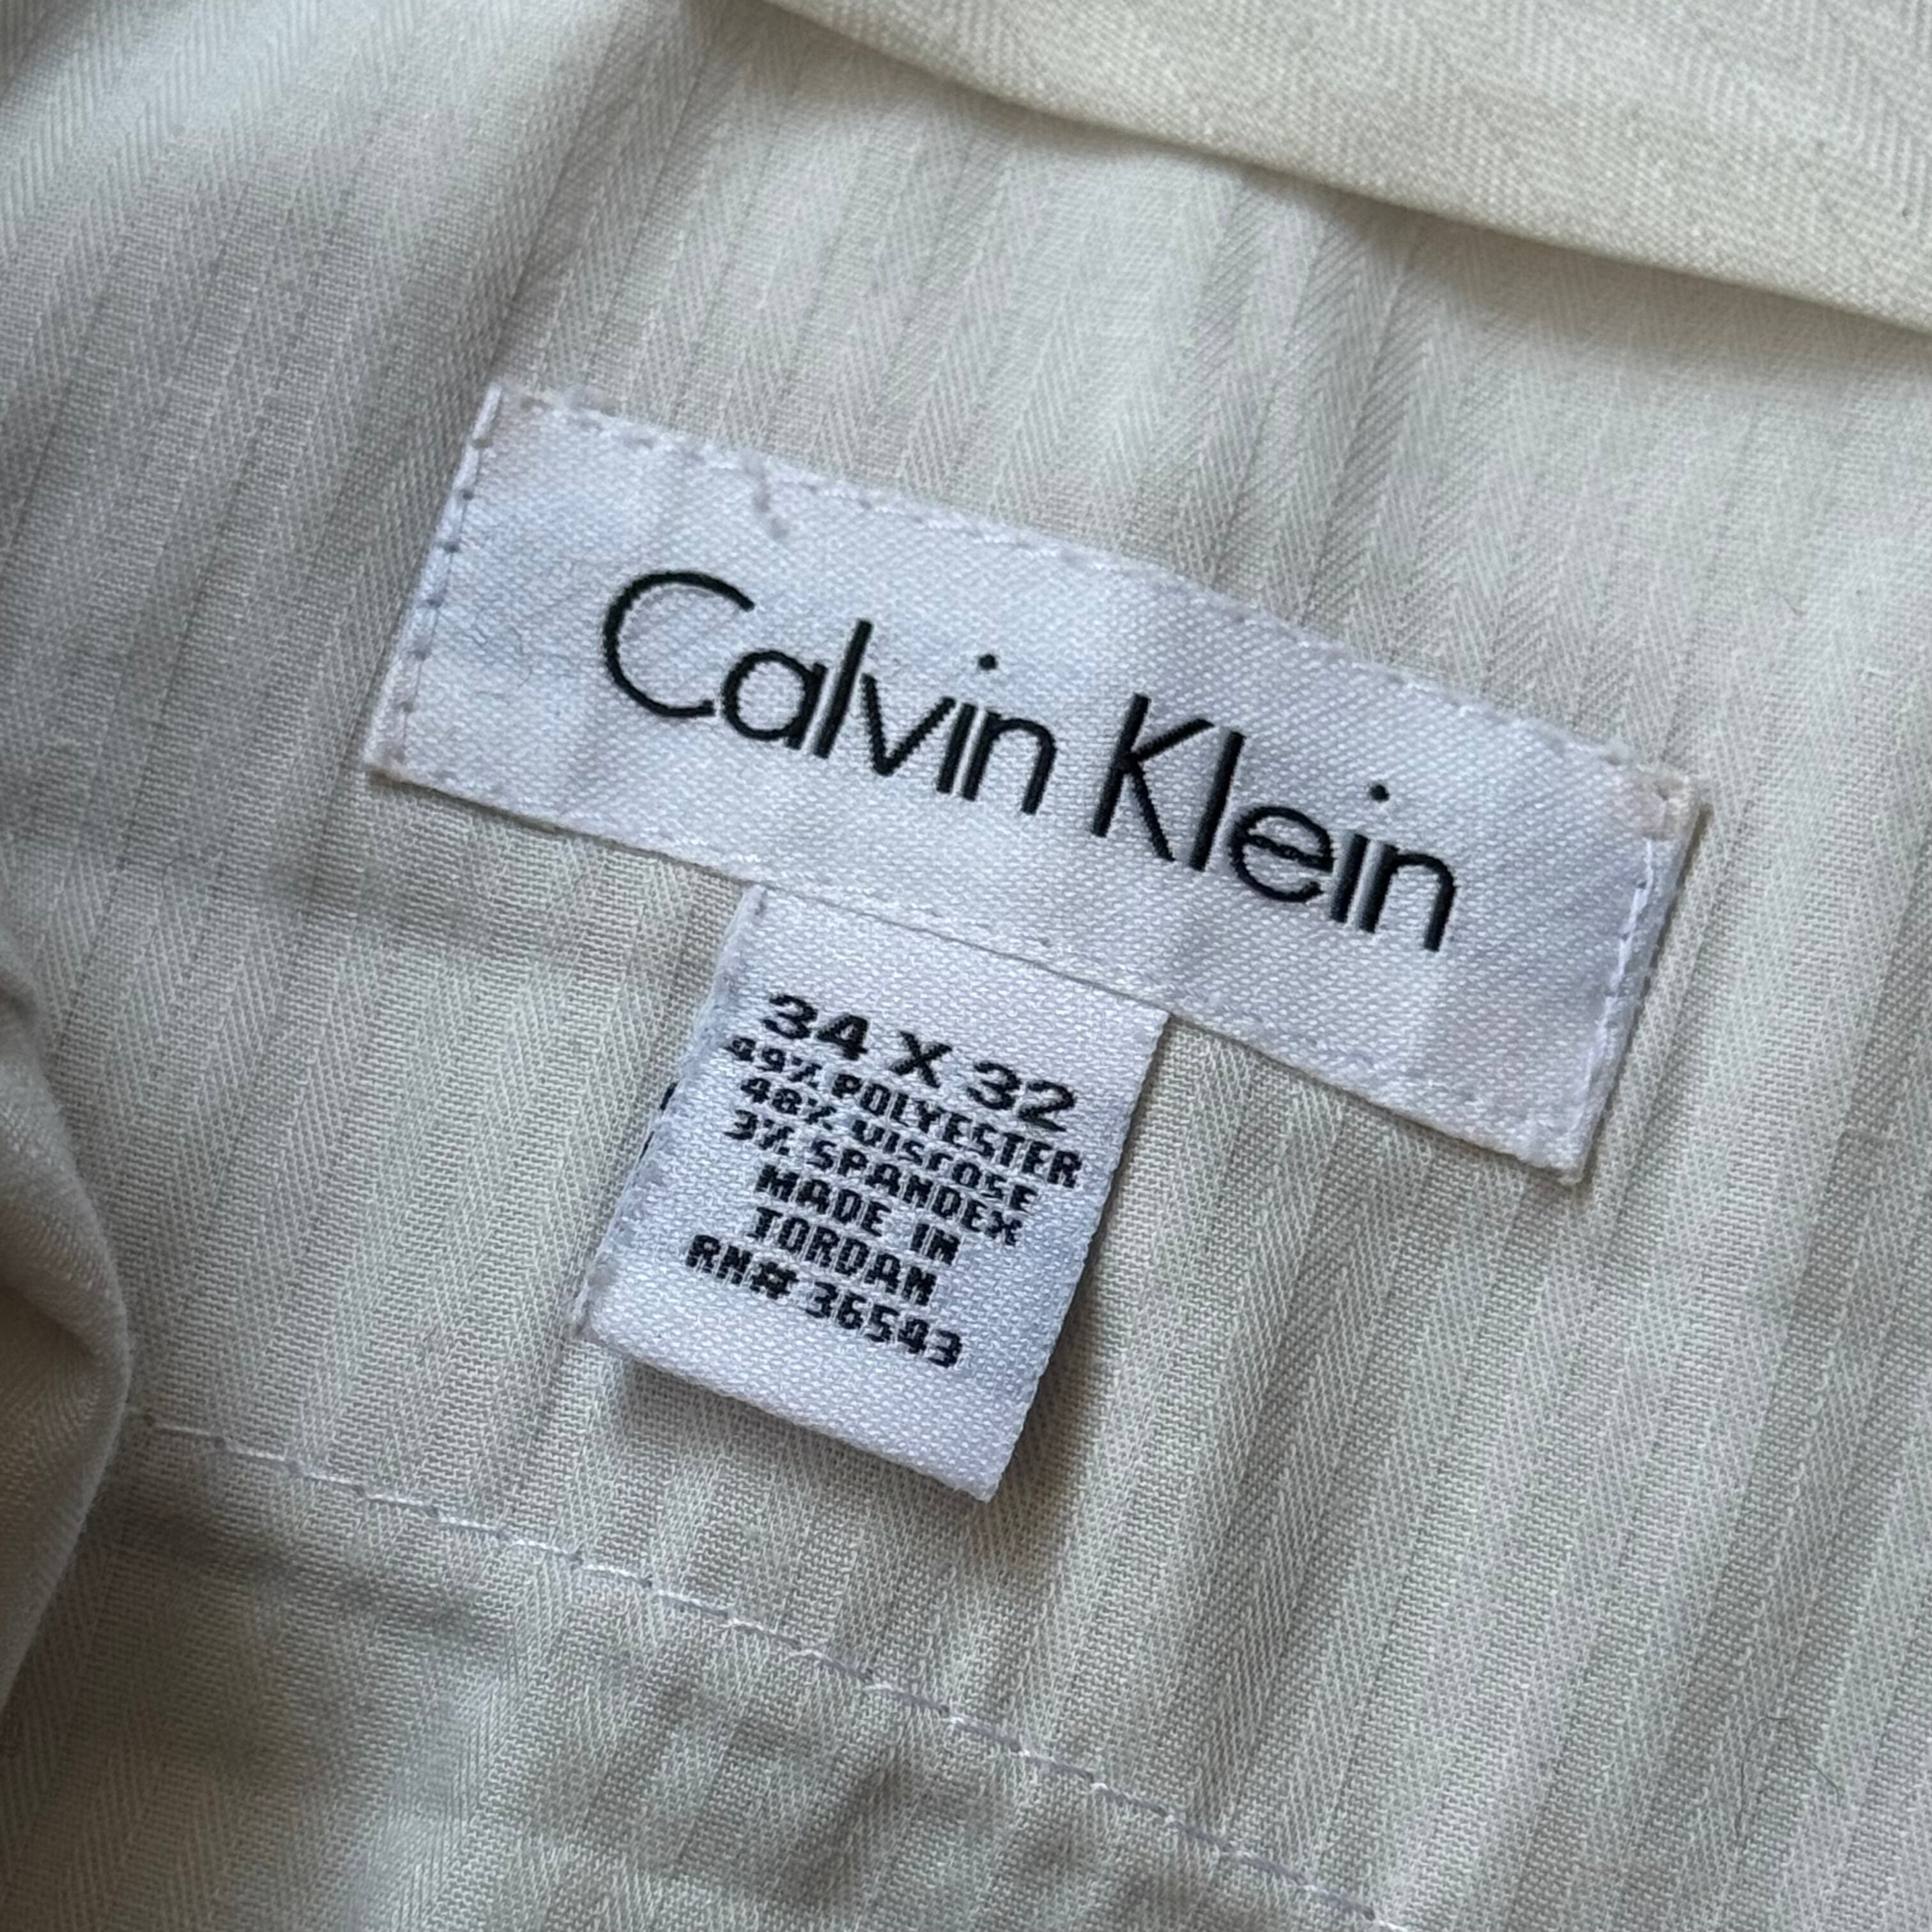 Calvin Klein
34 X 32
49% POLYESTER
48% VISCOSE
3% SPANDEX
MADE IN
JORDAN
RN# 36543